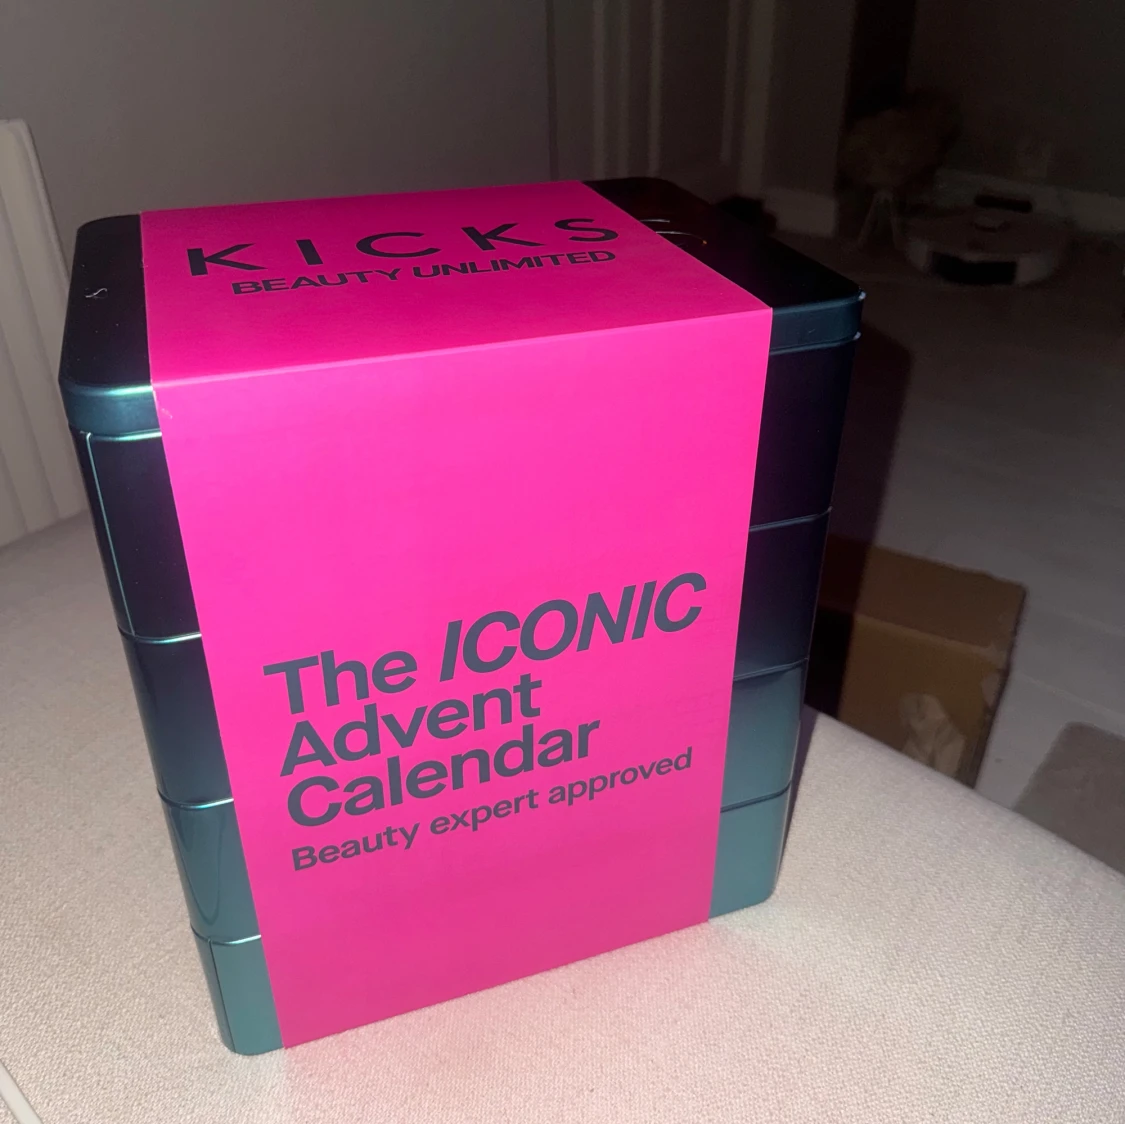 KICKS
BEAUTY UNLIMITED
The ICONIC
Advent
Calendar
Beauty expert approved